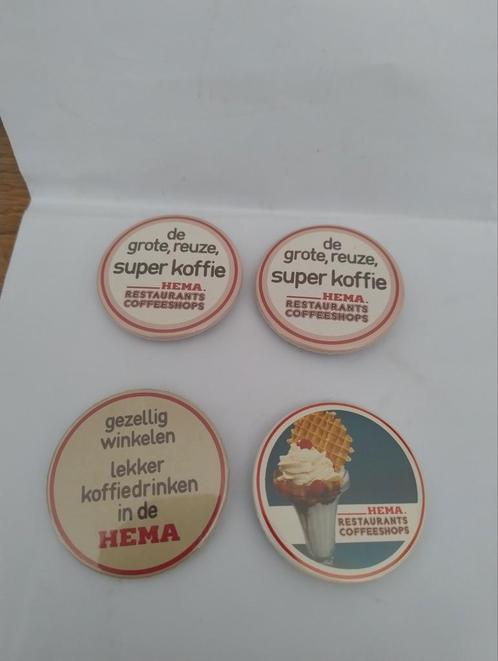 de
grote, reuze,
super koffie
HEMA.
RESTAURANTS
COFFEESHOPS
de
grote, reuze,
super koffie
HEMA.
RESTAURANTS
COFFEESHOPS
gezellig
winkelen
lekker
koffiedrinken
in de
HEMA
HEMA.
RESTAURANTS
COFFEESHOPS